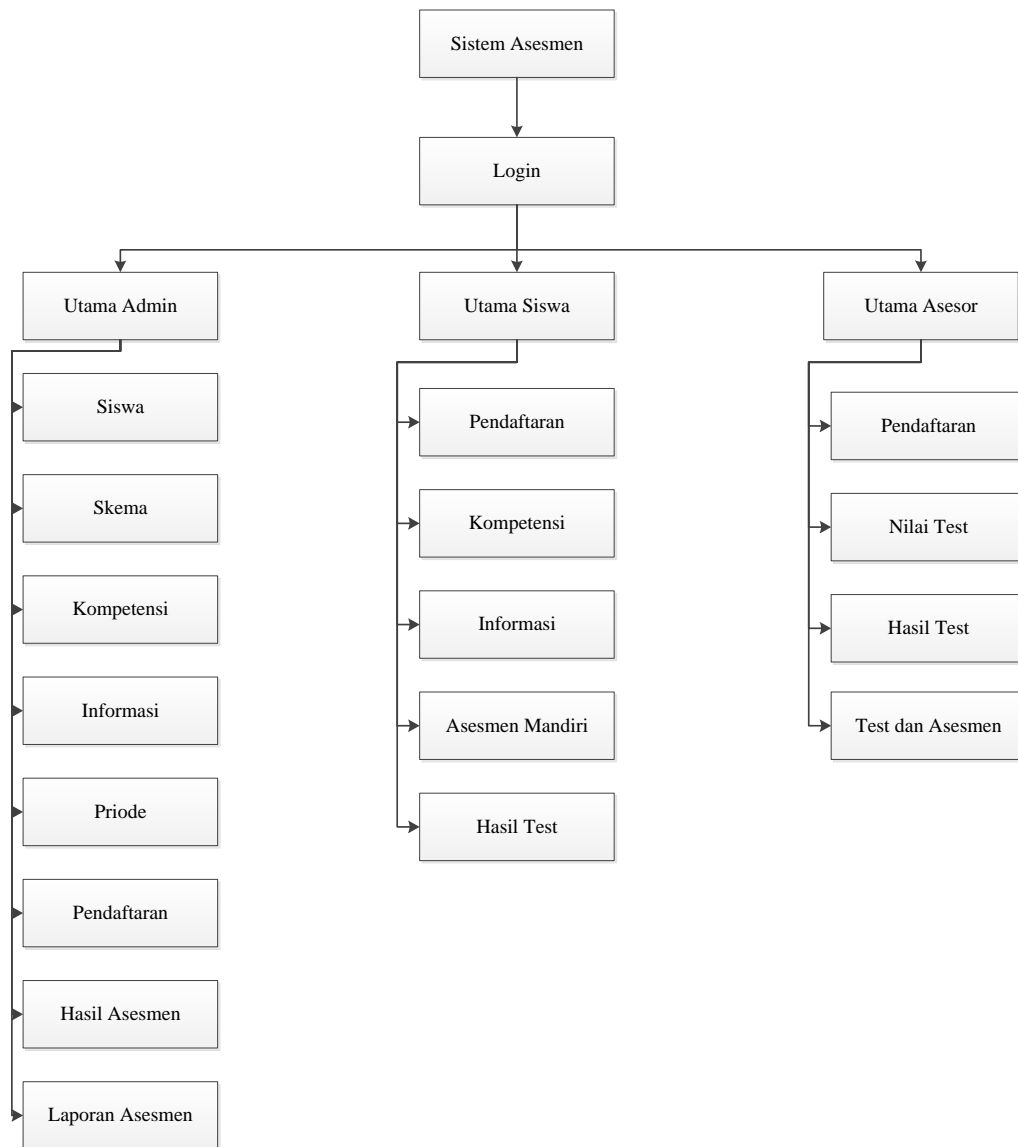 Sistem Asesmen
Login
Utama Admin
Utama Siswa
Utama Asesor
Siswa
Skema
Kompetensi
Informasi
Priode
Pendaftaran
Hasil Asesmen
Laporan Asesmen
Pendaftaran
Kompetensi
Informasi
Asesmen Mandiri
Hasil Test
Pendaftaran
Nilai Test
Hasil Test
Test dan Asesmen